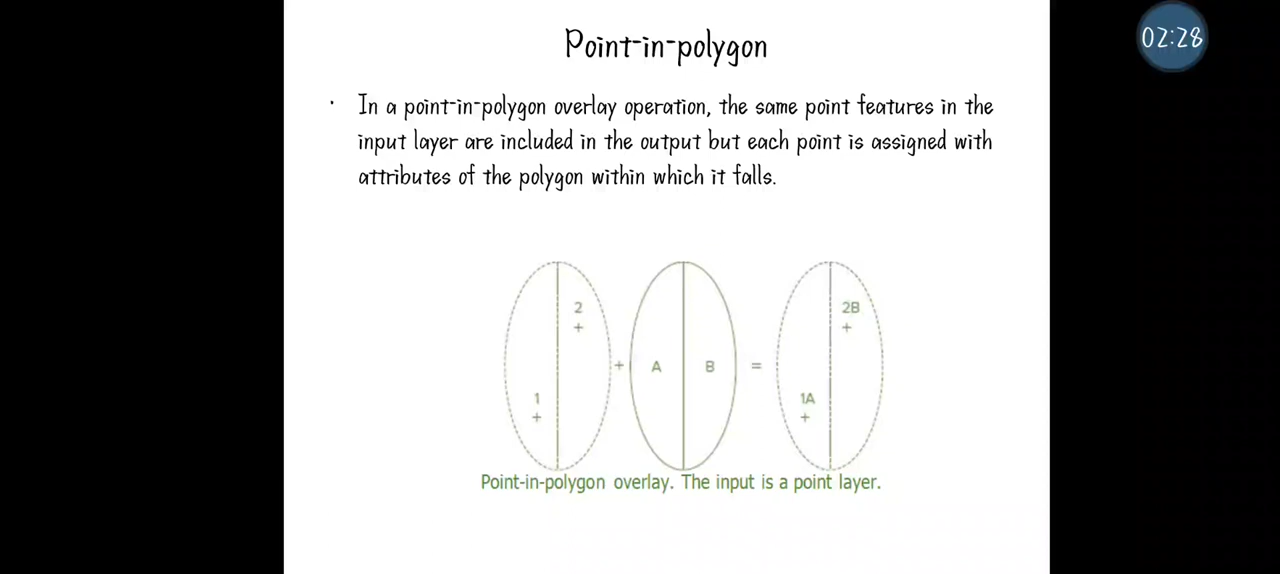 Point-in-polygon
02:28
• In a point-in-polygon overlay operation, the same point features in the
input layer are included in the output but each point is assigned with
attributes of the polygon within which it falls.
2 2B
+ +
+ A B =
1 1A
+ +
Point-in-polygon overlay. The input is a point layer.